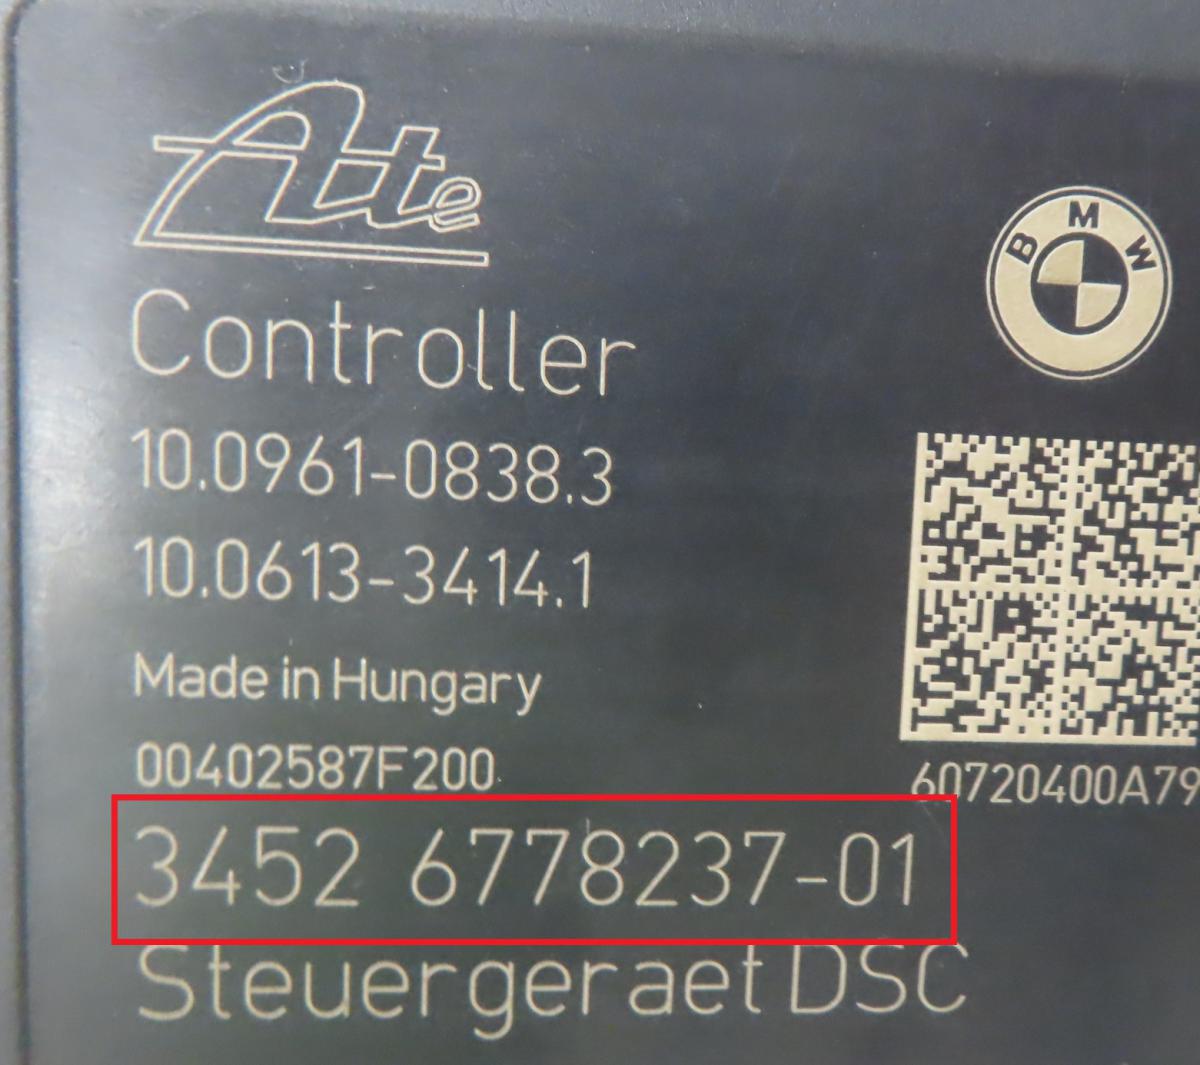 Ate
BMW
Controller
10.0961-0838.3
10.0613-3414.1
Made in Hungary
00402587F200
60720400A79
3452 6778237-01
Steuergeraet DSC